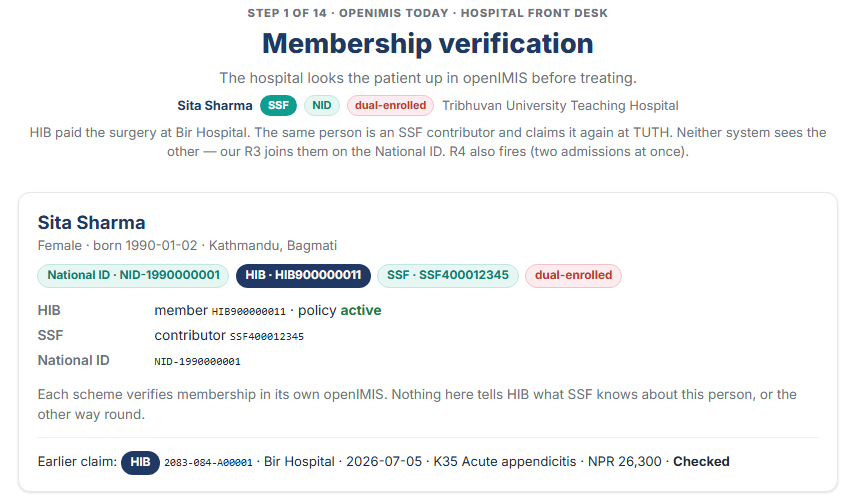 STEP 1 OF 14 · OPENIMIS TODAY · HOSPITAL FRONT DESK
Membership verification
The hospital looks the patient up in openIMIS before treating.
Sita Sharma SSF NID dual-enrolled Tribhuvan University Teaching Hospital
HIB paid the surgery at Bir Hospital. The same person is an SSF contributor and claims it again at TUTH. Neither system sees the
other — our R3 joins them on the National ID. R4 also fires (two admissions at once).
Sita Sharma
Female · born 1990-01-02 · Kathmandu, Bagmati
National ID · NID-1990000001 HIB · HIB900000011 SSF · SSF400012345 dual-enrolled
HIB member HIB900000011 · policy active
SSF contributor SSF400012345
National ID NID-1990000001
Each scheme verifies membership in its own openIMIS. Nothing here tells HIB what SSF knows about this person, or the
other way round.
Earlier claim: HIB 2083-084-A00001 · Bir Hospital · 2026-07-05 · K35 Acute appendicitis · NPR 26,300 · Checked